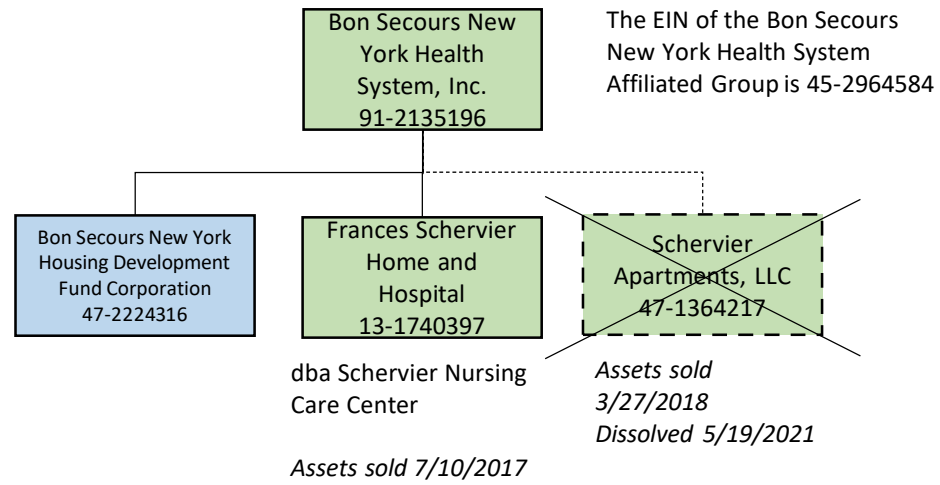 Bon Secours New
York Health
System, Inc.
91-2135196
The EIN of the Bon Secours
New York Health System
Affiliated Group is 45-2964584
Bon Secours New York
Housing Development
Fund Corporation
47-2224316
Frances Schervier
Home and
Hospital
13-1740397
Schervier
Apartments, LLC
47-1364217
dba Schervier Nursing
Care Center
Assets sold 7/10/2017
Assets sold
3/27/2018
Dissolved 5/19/2021